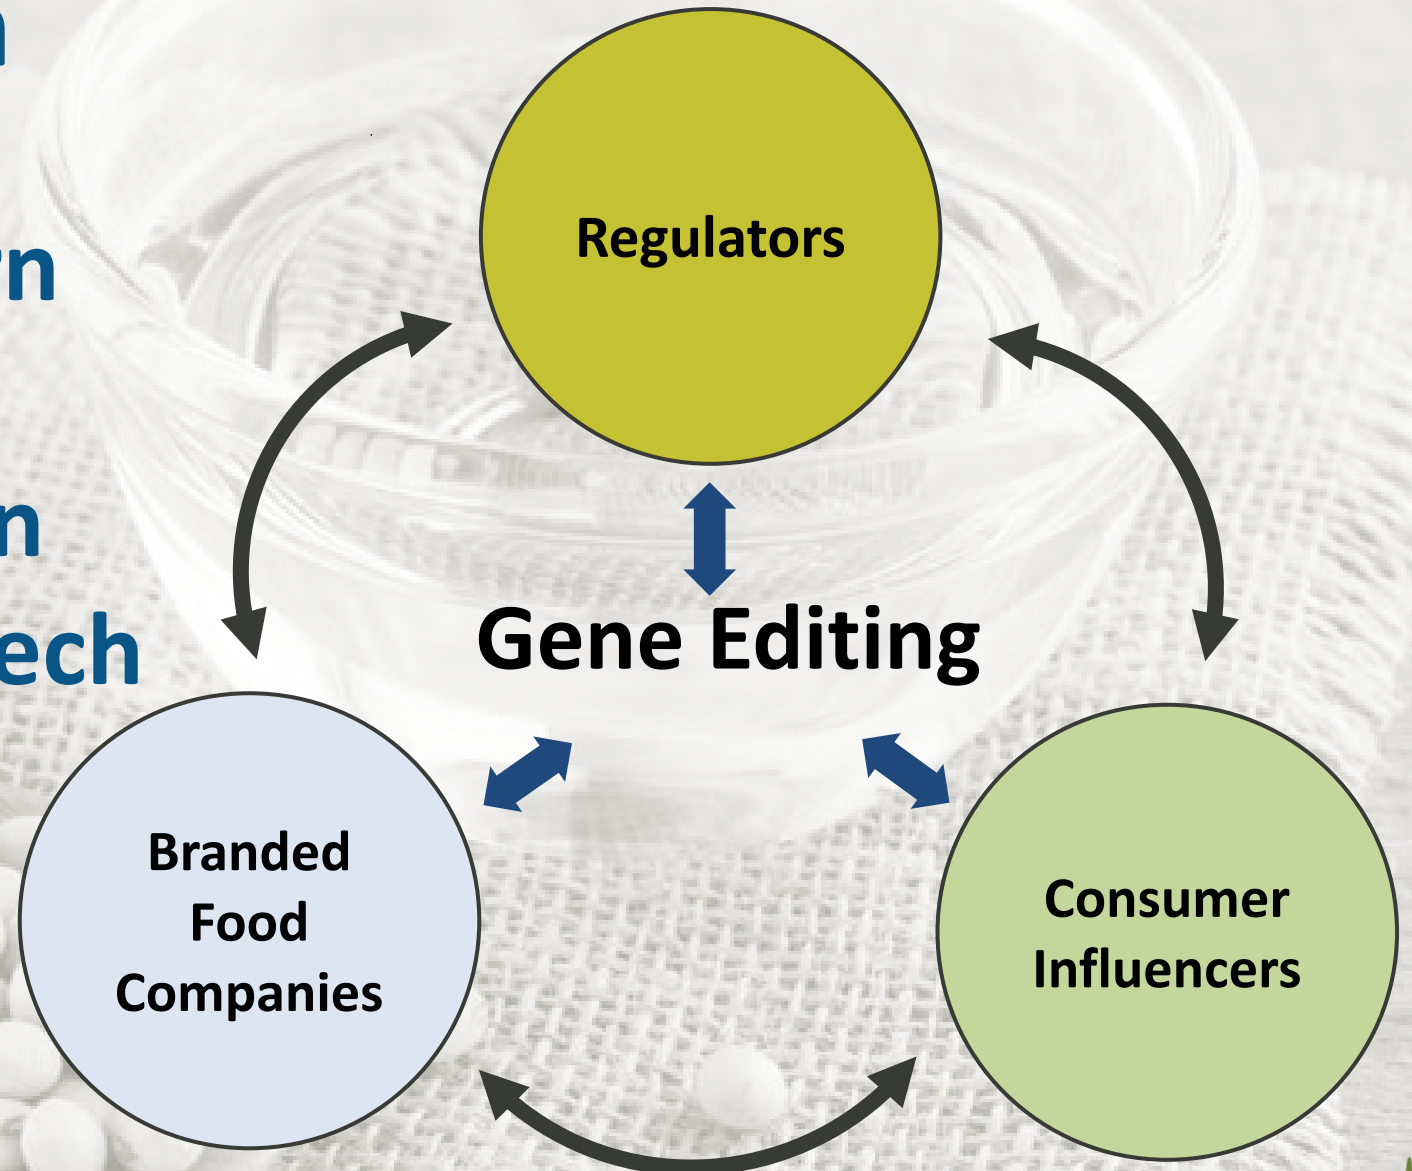 Regulators
Gene Editing
Branded
Food
Companies
Consumer
Influencers